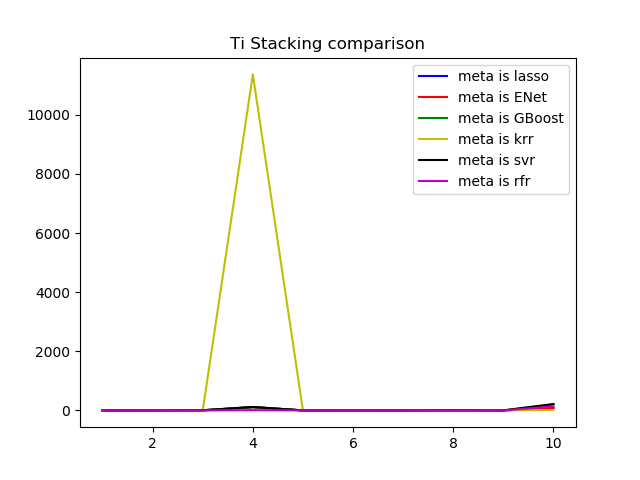 Ti Stacking comparison
meta is lasso
meta is ENet
meta is GBoost
meta is krr
meta is svr
meta is rfr
10000
8000
6000
4000
2000
0
2
4
6
8
10